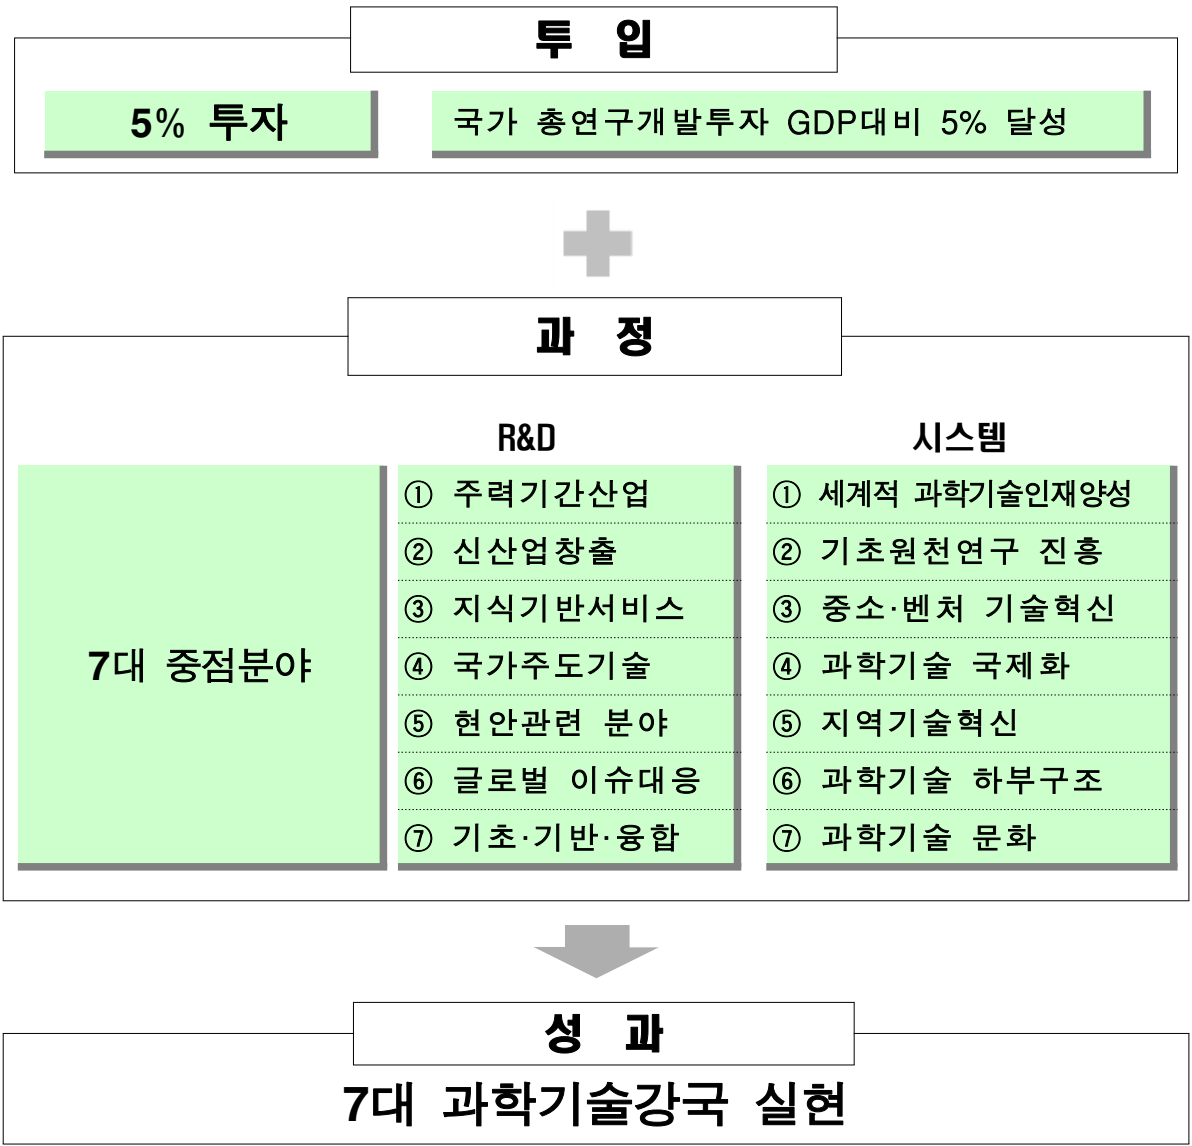 투 입
5% 투자
국가 총연구개발투자 GDP대비 5% 달성
과 정
R&D
시스템
7대 중점분야
① 주력기간산업
② 신산업창출
③ 지식기반서비스
④ 국가주도기술
⑤ 현안관련 분야
⑥ 글로벌 이슈대응
⑦ 기초·기반·융합
① 세계적 과학기술인재양성
② 기초원천연구 진흥
③ 중소·벤처 기술혁신
④ 과학기술 국제화
⑤ 지역기술혁신
⑥ 과학기술 하부구조
⑦ 과학기술 문화
성 과
7대 과학기술강국 실현